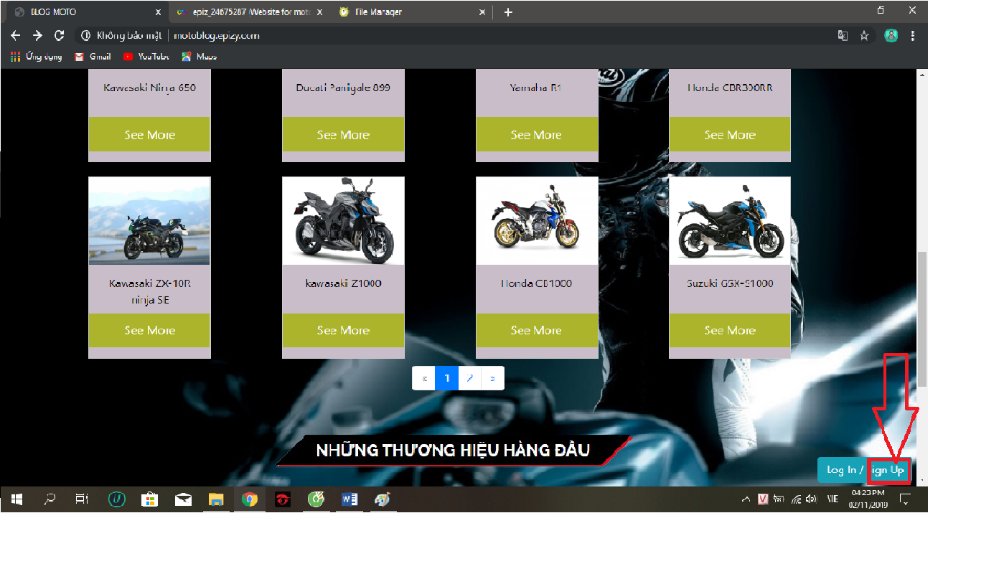 BLOG MOTO
epiz_24675287 (Website for moto
File Manager
Không bảo mật
motoblog.epizy.com
Ứng dụng
Gmail
YouTube
Maps
Kawasaki Ninja 650
Ducati Panigale 899
Yamaha R1
Honda CBR300RR
See More
See More
See More
See More
Kawasaki ZX-10R
ninja SE
kawasaki Z1000
Honda CB1000
Suzuki GSX-S1000
See More
See More
See More
See More
« 1 2 »
NHỮNG THƯƠNG HIỆU HÀNG ĐẦU
Log In / ign Up
VIE
04:23 PM
02/11/2019